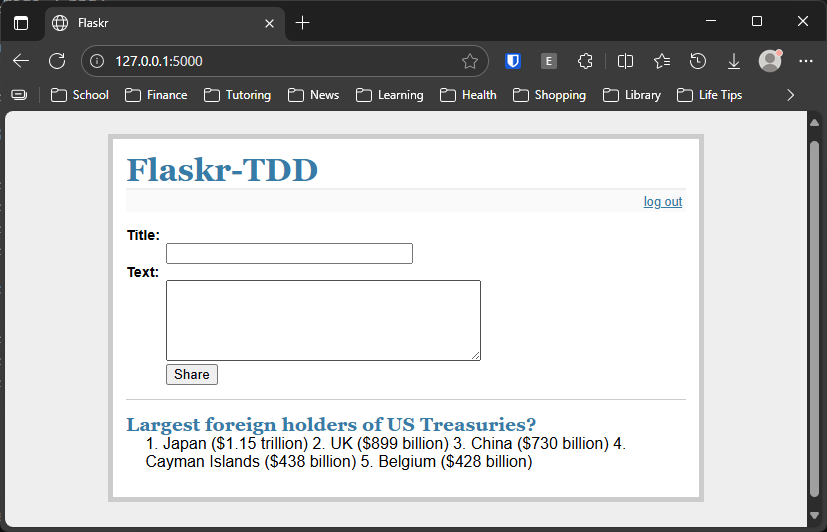 Flaskr
127.0.0.1:5000
E
School Finance Tutoring News Learning Health Shopping Library Life Tips
Flaskr-TDD
log out
Title:
Text:
Share
Largest foreign holders of US Treasuries?
1. Japan ($1.15 trillion) 2. UK ($899 billion) 3. China ($730 billion) 4.
Cayman Islands ($438 billion) 5. Belgium ($428 billion)